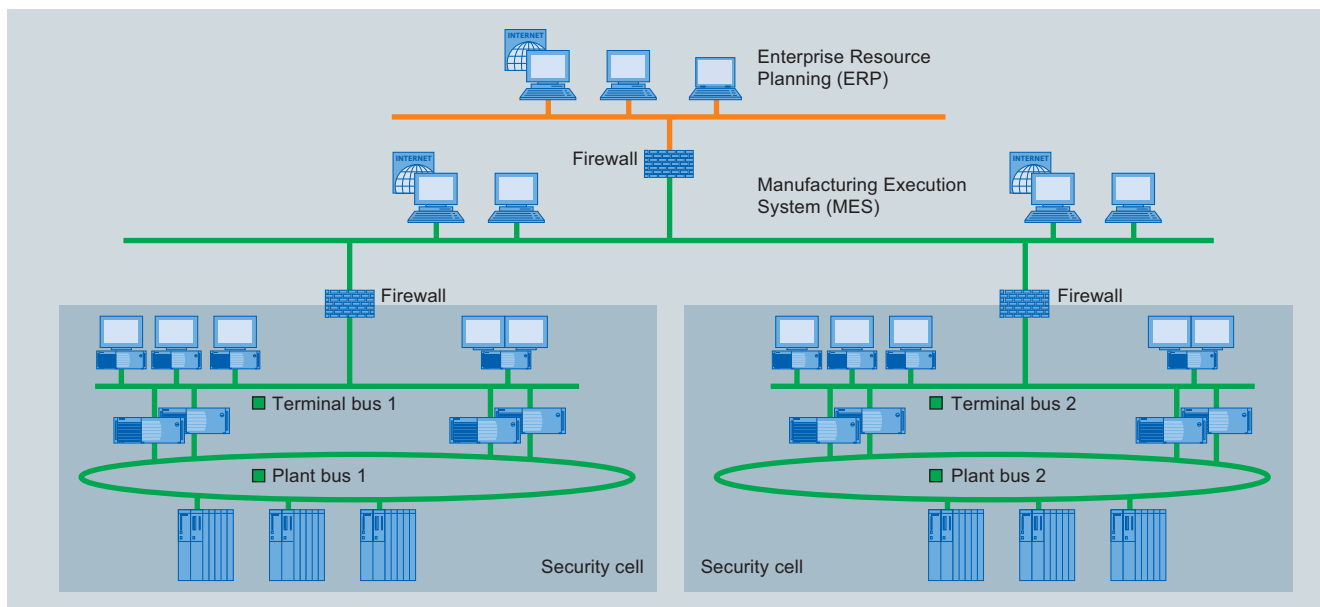 INTERNET
Enterprise Resource
Planning (ERP)
Firewall
INTERNET
Manufacturing Execution
System (MES)
INTERNET
Firewall
Firewall
Terminal bus 1
Terminal bus 2
Plant bus 1
Plant bus 2
Security cell
Security cell